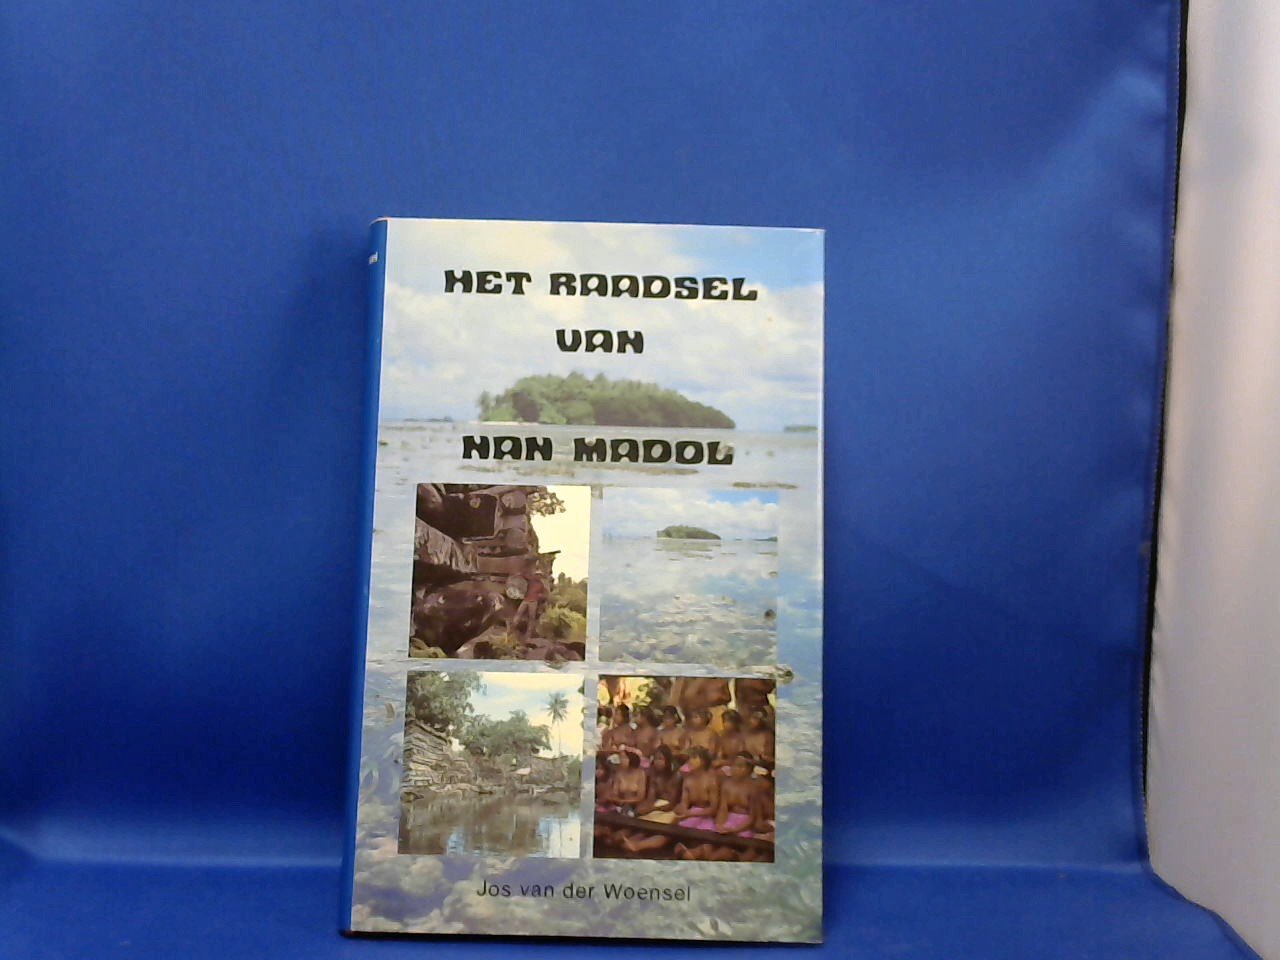 HET RAADSEL
VAN
NAN MADOL
Jos van der Woensel